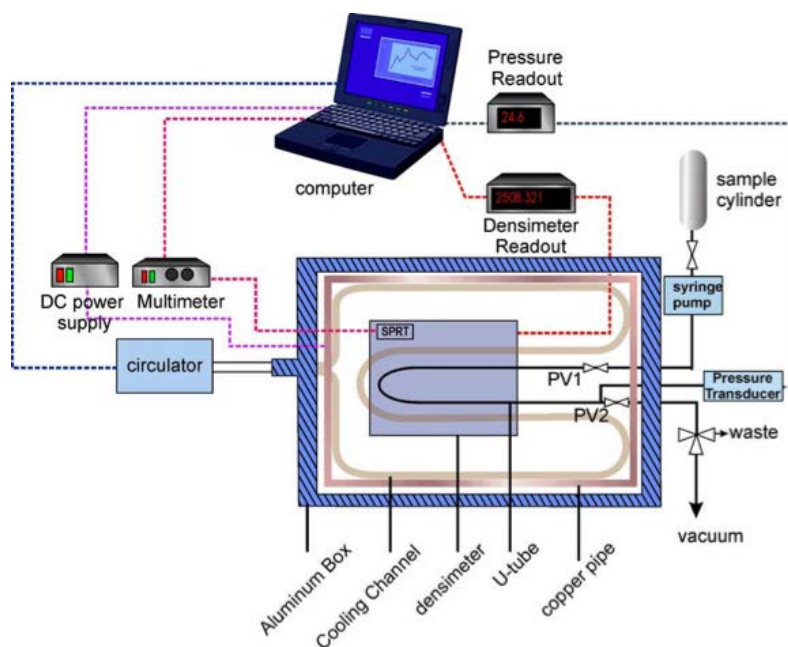 Pressure
Readout
24.6
computer
2508.321
Densimeter
Readout
sample
cylinder
DC power
supply
Multimeter
syringe
pump
SPRT
circulator
PV1
Pressure
Transducer
PV2
waste
vacuum
Aluminum Box
Cooling Channel
densimeter
U-tube
copper pipe